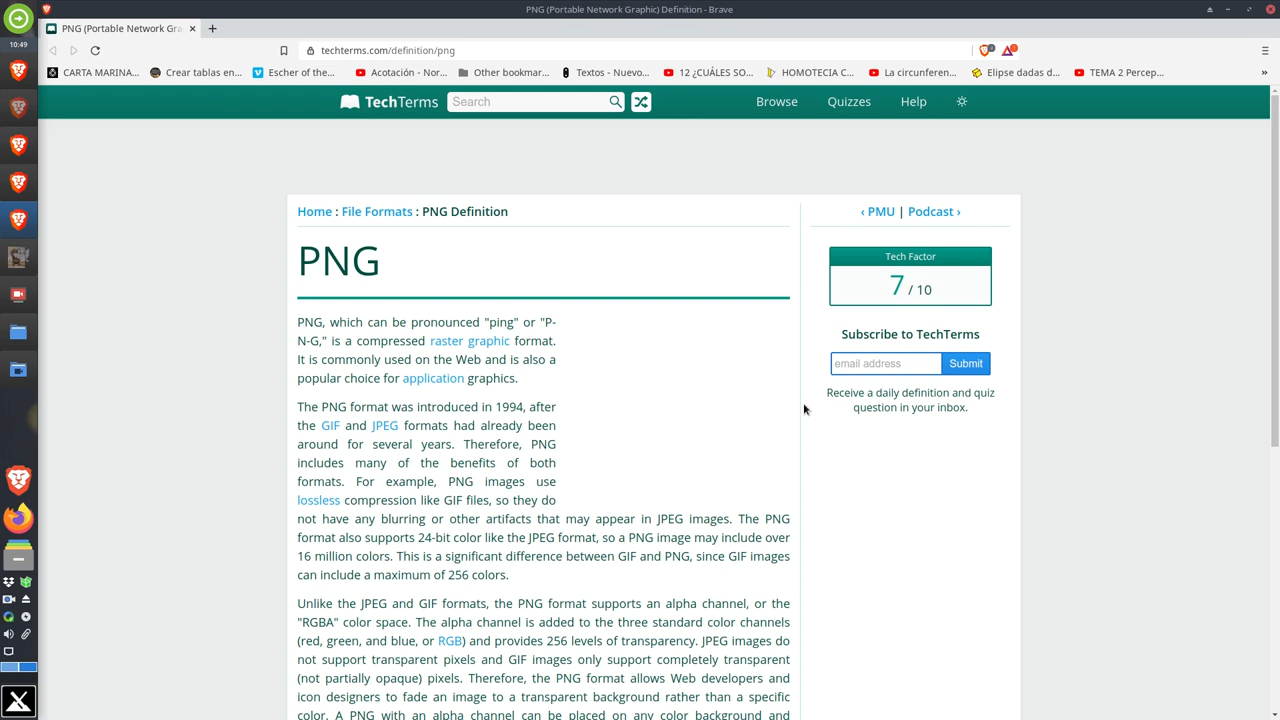 PNG (Portable Network Graphic) Definition - Brave
10:49
PNG (Portable Network Gra
techterms.com/definition/png
CARTA MARINA... Crear tablas en... Escher of the... Acotación - Nor... Other bookmar... Textos - Nuevo... 12 ¿CUÁLES SO... HOMOTECIA C... La circunferen... Elipse dadas d... TEMA 2 Percep... »
TechTerms Search Browse Quizzes Help
Home : File Formats : PNG Definition
‹ PMU | Podcast ›
PNG
Tech Factor
7 / 10
Subscribe to TechTerms
email address Submit
Receive a daily definition and quiz
question in your inbox.
PNG, which can be pronounced "ping" or "P-
N-G," is a compressed raster graphic format.
It is commonly used on the Web and is also a
popular choice for application graphics.
The PNG format was introduced in 1994, after
the GIF and JPEG formats had already been
around for several years. Therefore, PNG
includes many of the benefits of both
formats. For example, PNG images use
lossless compression like GIF files, so they do
not have any blurring or other artifacts that may appear in JPEG images. The PNG
format also supports 24-bit color like the JPEG format, so a PNG image may include over
16 million colors. This is a significant difference between GIF and PNG, since GIF images
can include a maximum of 256 colors.
Unlike the JPEG and GIF formats, the PNG format supports an alpha channel, or the
"RGBA" color space. The alpha channel is added to the three standard color channels
(red, green, and blue, or RGB) and provides 256 levels of transparency. JPEG images do
not support transparent pixels and GIF images only support completely transparent
(not partially opaque) pixels. Therefore, the PNG format allows Web developers and
icon designers to fade an image to a transparent background rather than a specific
color. A PNG with an alpha channel can be placed on any color background and